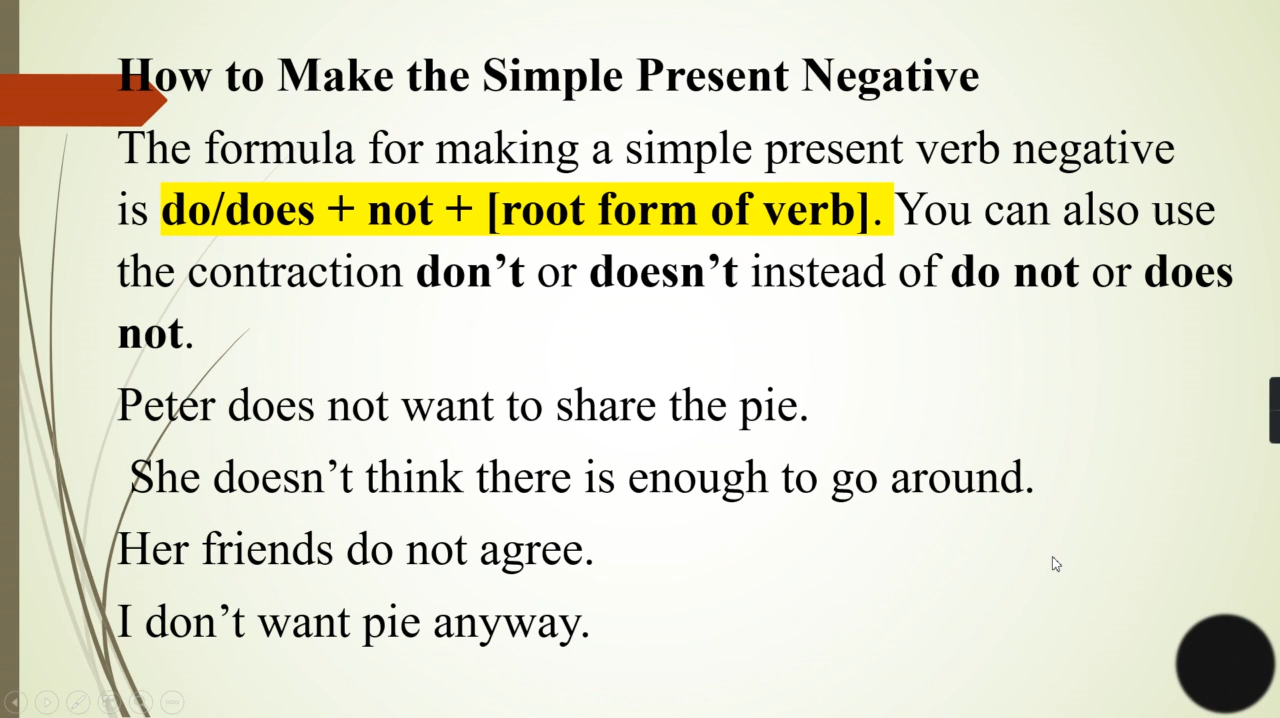 How to Make the Simple Present Negative
The formula for making a simple present verb negative
is do/does + not + [root form of verb]. You can also use
the contraction don’t or doesn’t instead of do not or does
not.
Peter does not want to share the pie.
She doesn’t think there is enough to go around.
Her friends do not agree.
I don’t want pie anyway.